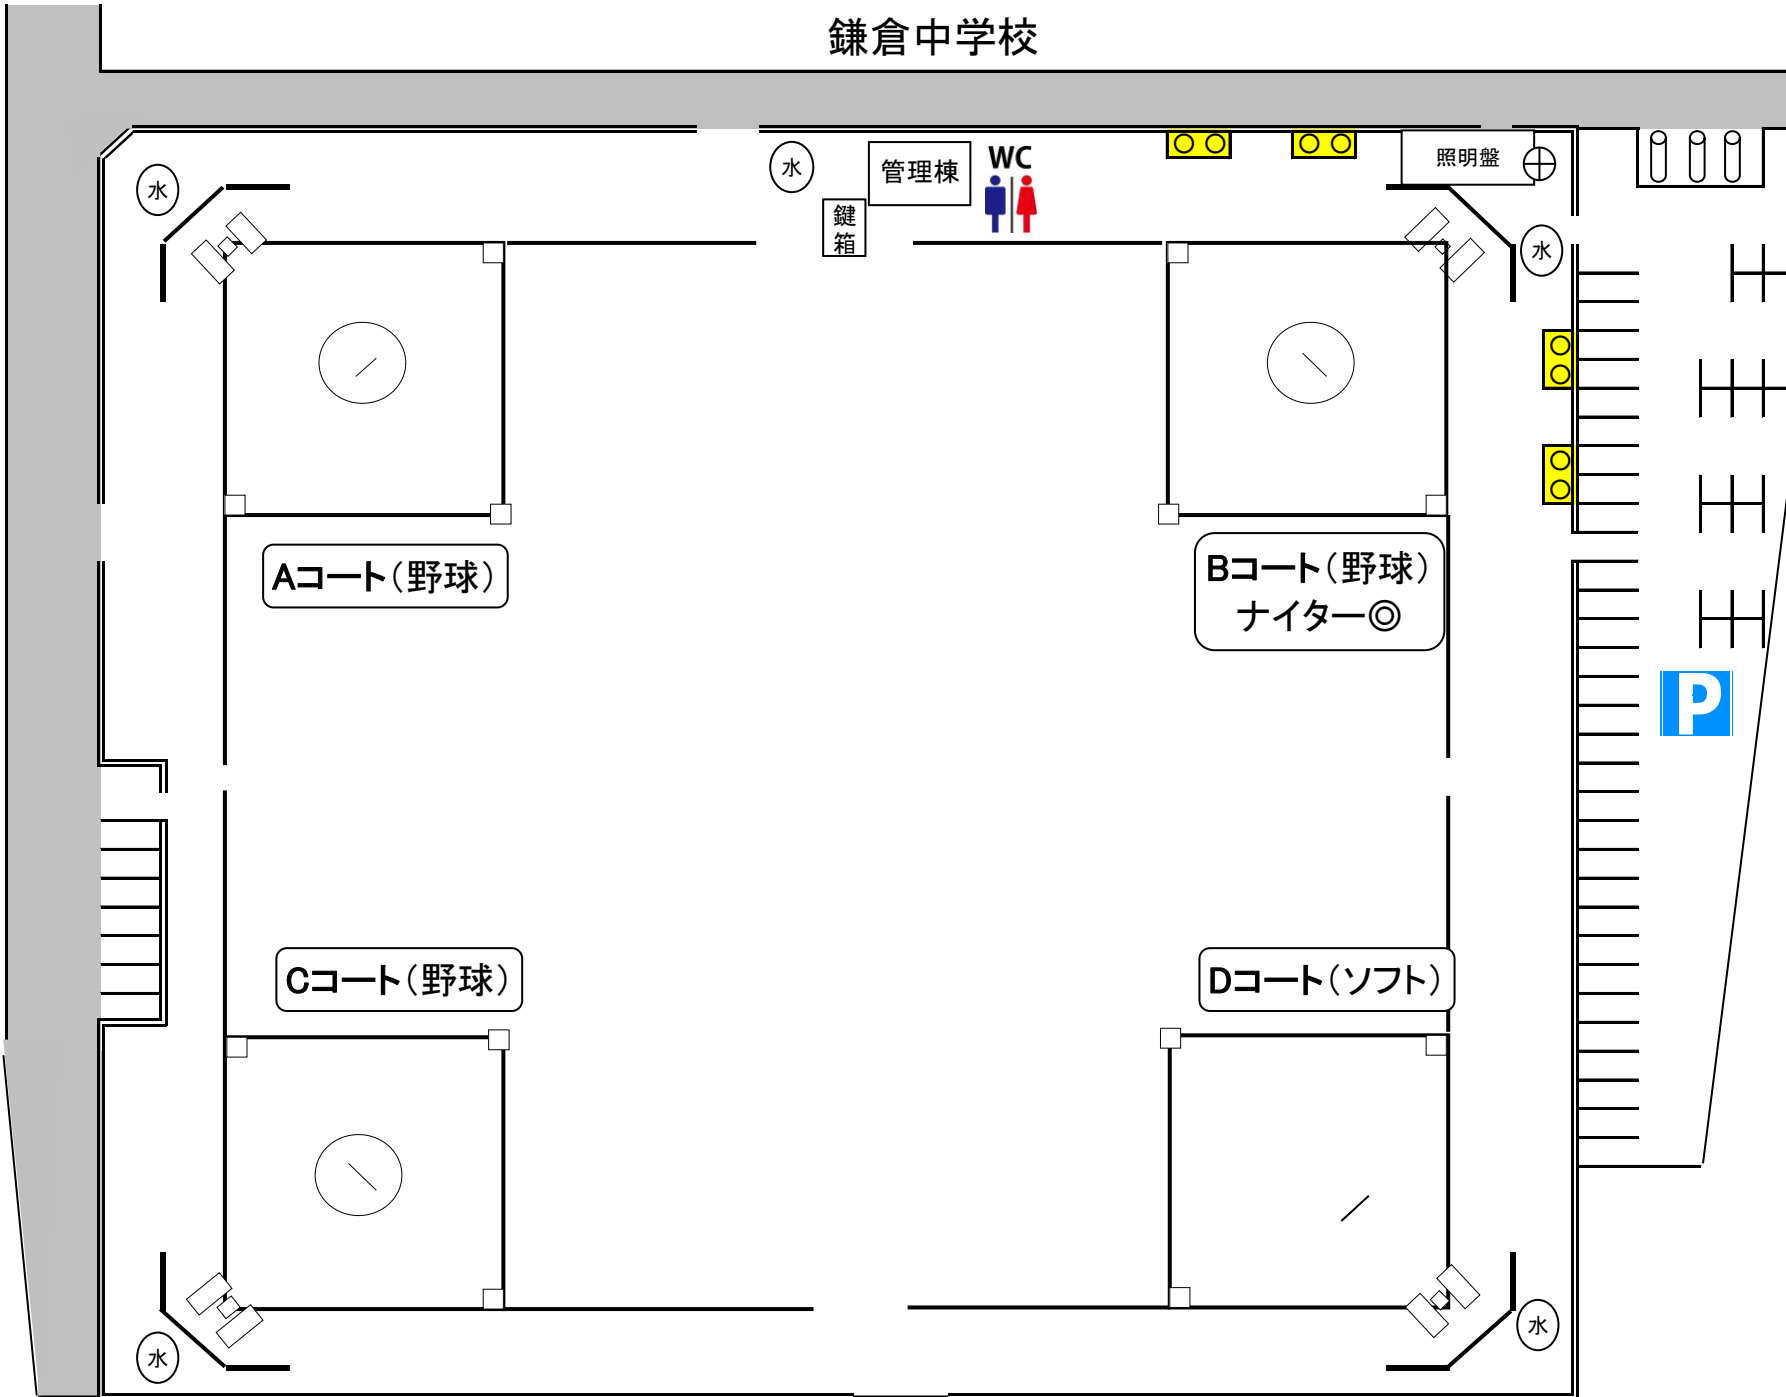 鎌倉中学校
水
水
管理棟
WC
照明盤
鍵
箱
水
Aコート(野球)
Bコート(野球)
ナイター◎
P
Cコート(野球)
Dコート(ソフト)
水
水